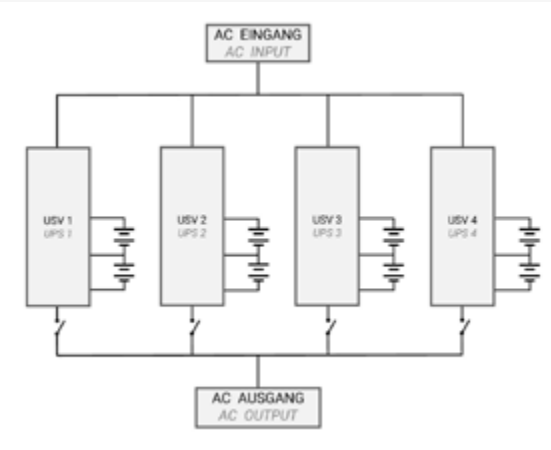 AC EINGANG
AC INPUT
USV 1
UPS 1
USV 2
UPS 2
USV 3
UPS 3
USV 4
UPS 4
AC AUSGANG
AC OUTPUT